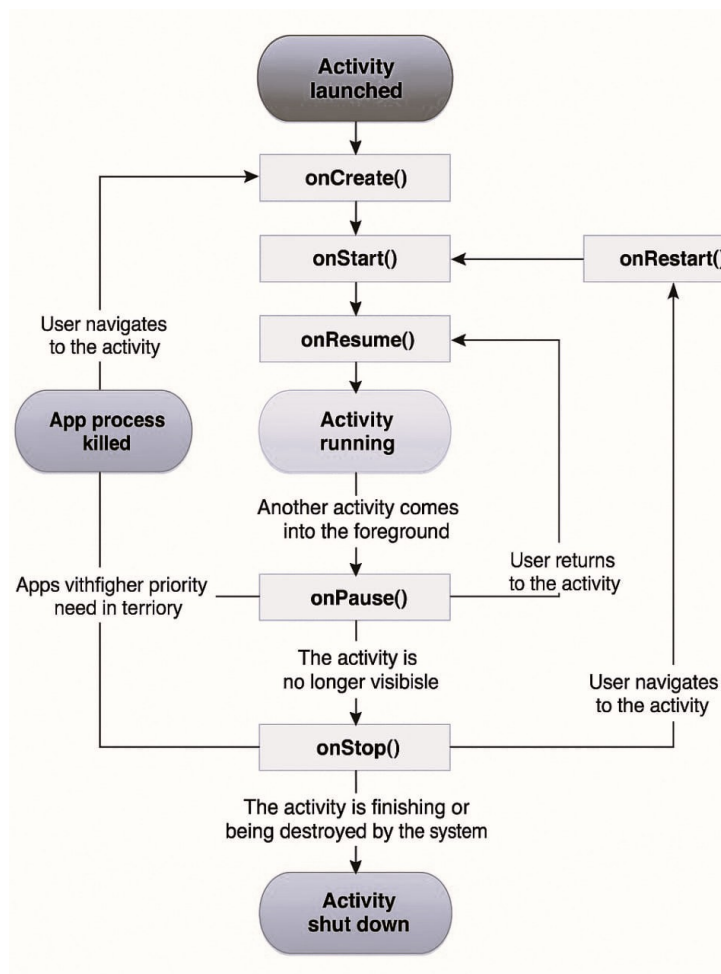 Activity
launched
onCreate()
onStart()
onRestart()
onResume()
User navigates
to the activity
App process
killed
Activity
running
Another activity comes
into the foreground
User returns
to the activity
Apps vithfigher priority
need in terriory
onPause()
The activity is
no longer visibisle
User navigates
to the activity
onStop()
The activity is finishing or
being destroyed by the system
Activity
shut down